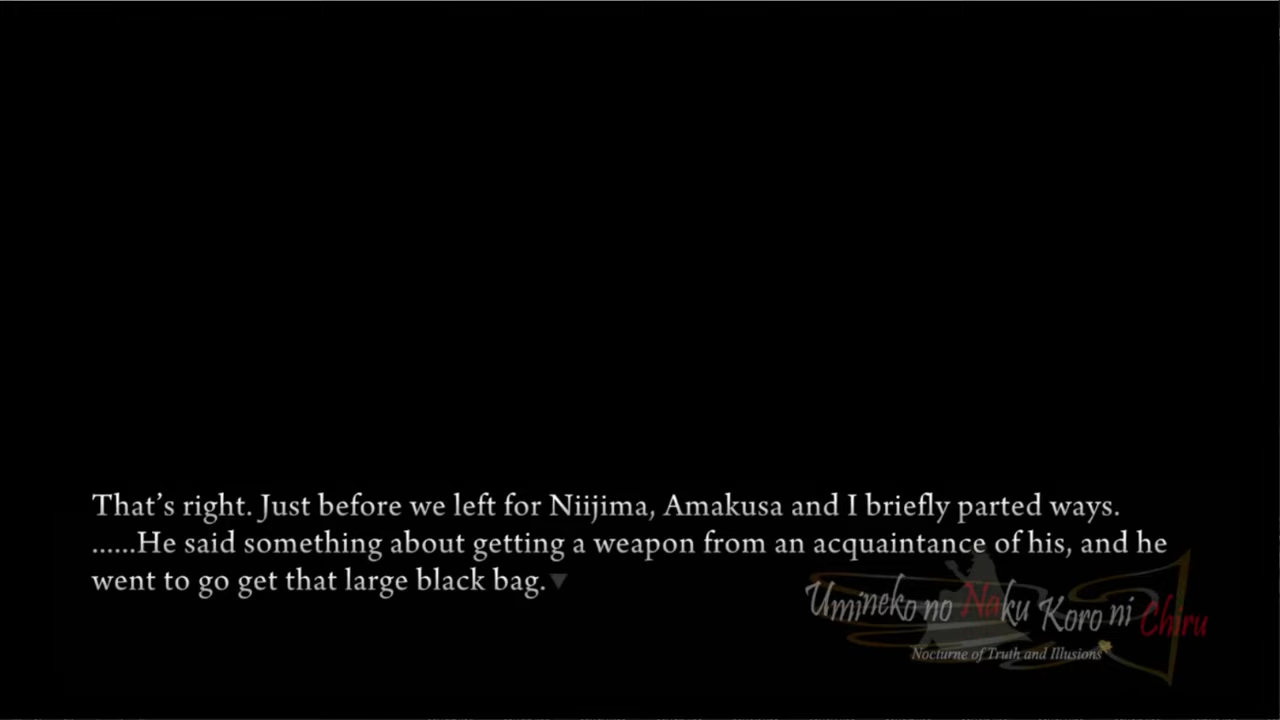 That's right. Just before we left for Niijima, Amakusa and I briefly parted ways.
......He said something about getting a weapon from an acquaintance of his, and he
went to go get that large black bag.
Umineko no Naku Koro ni Chiru
Nocturne of Truth and Illusions